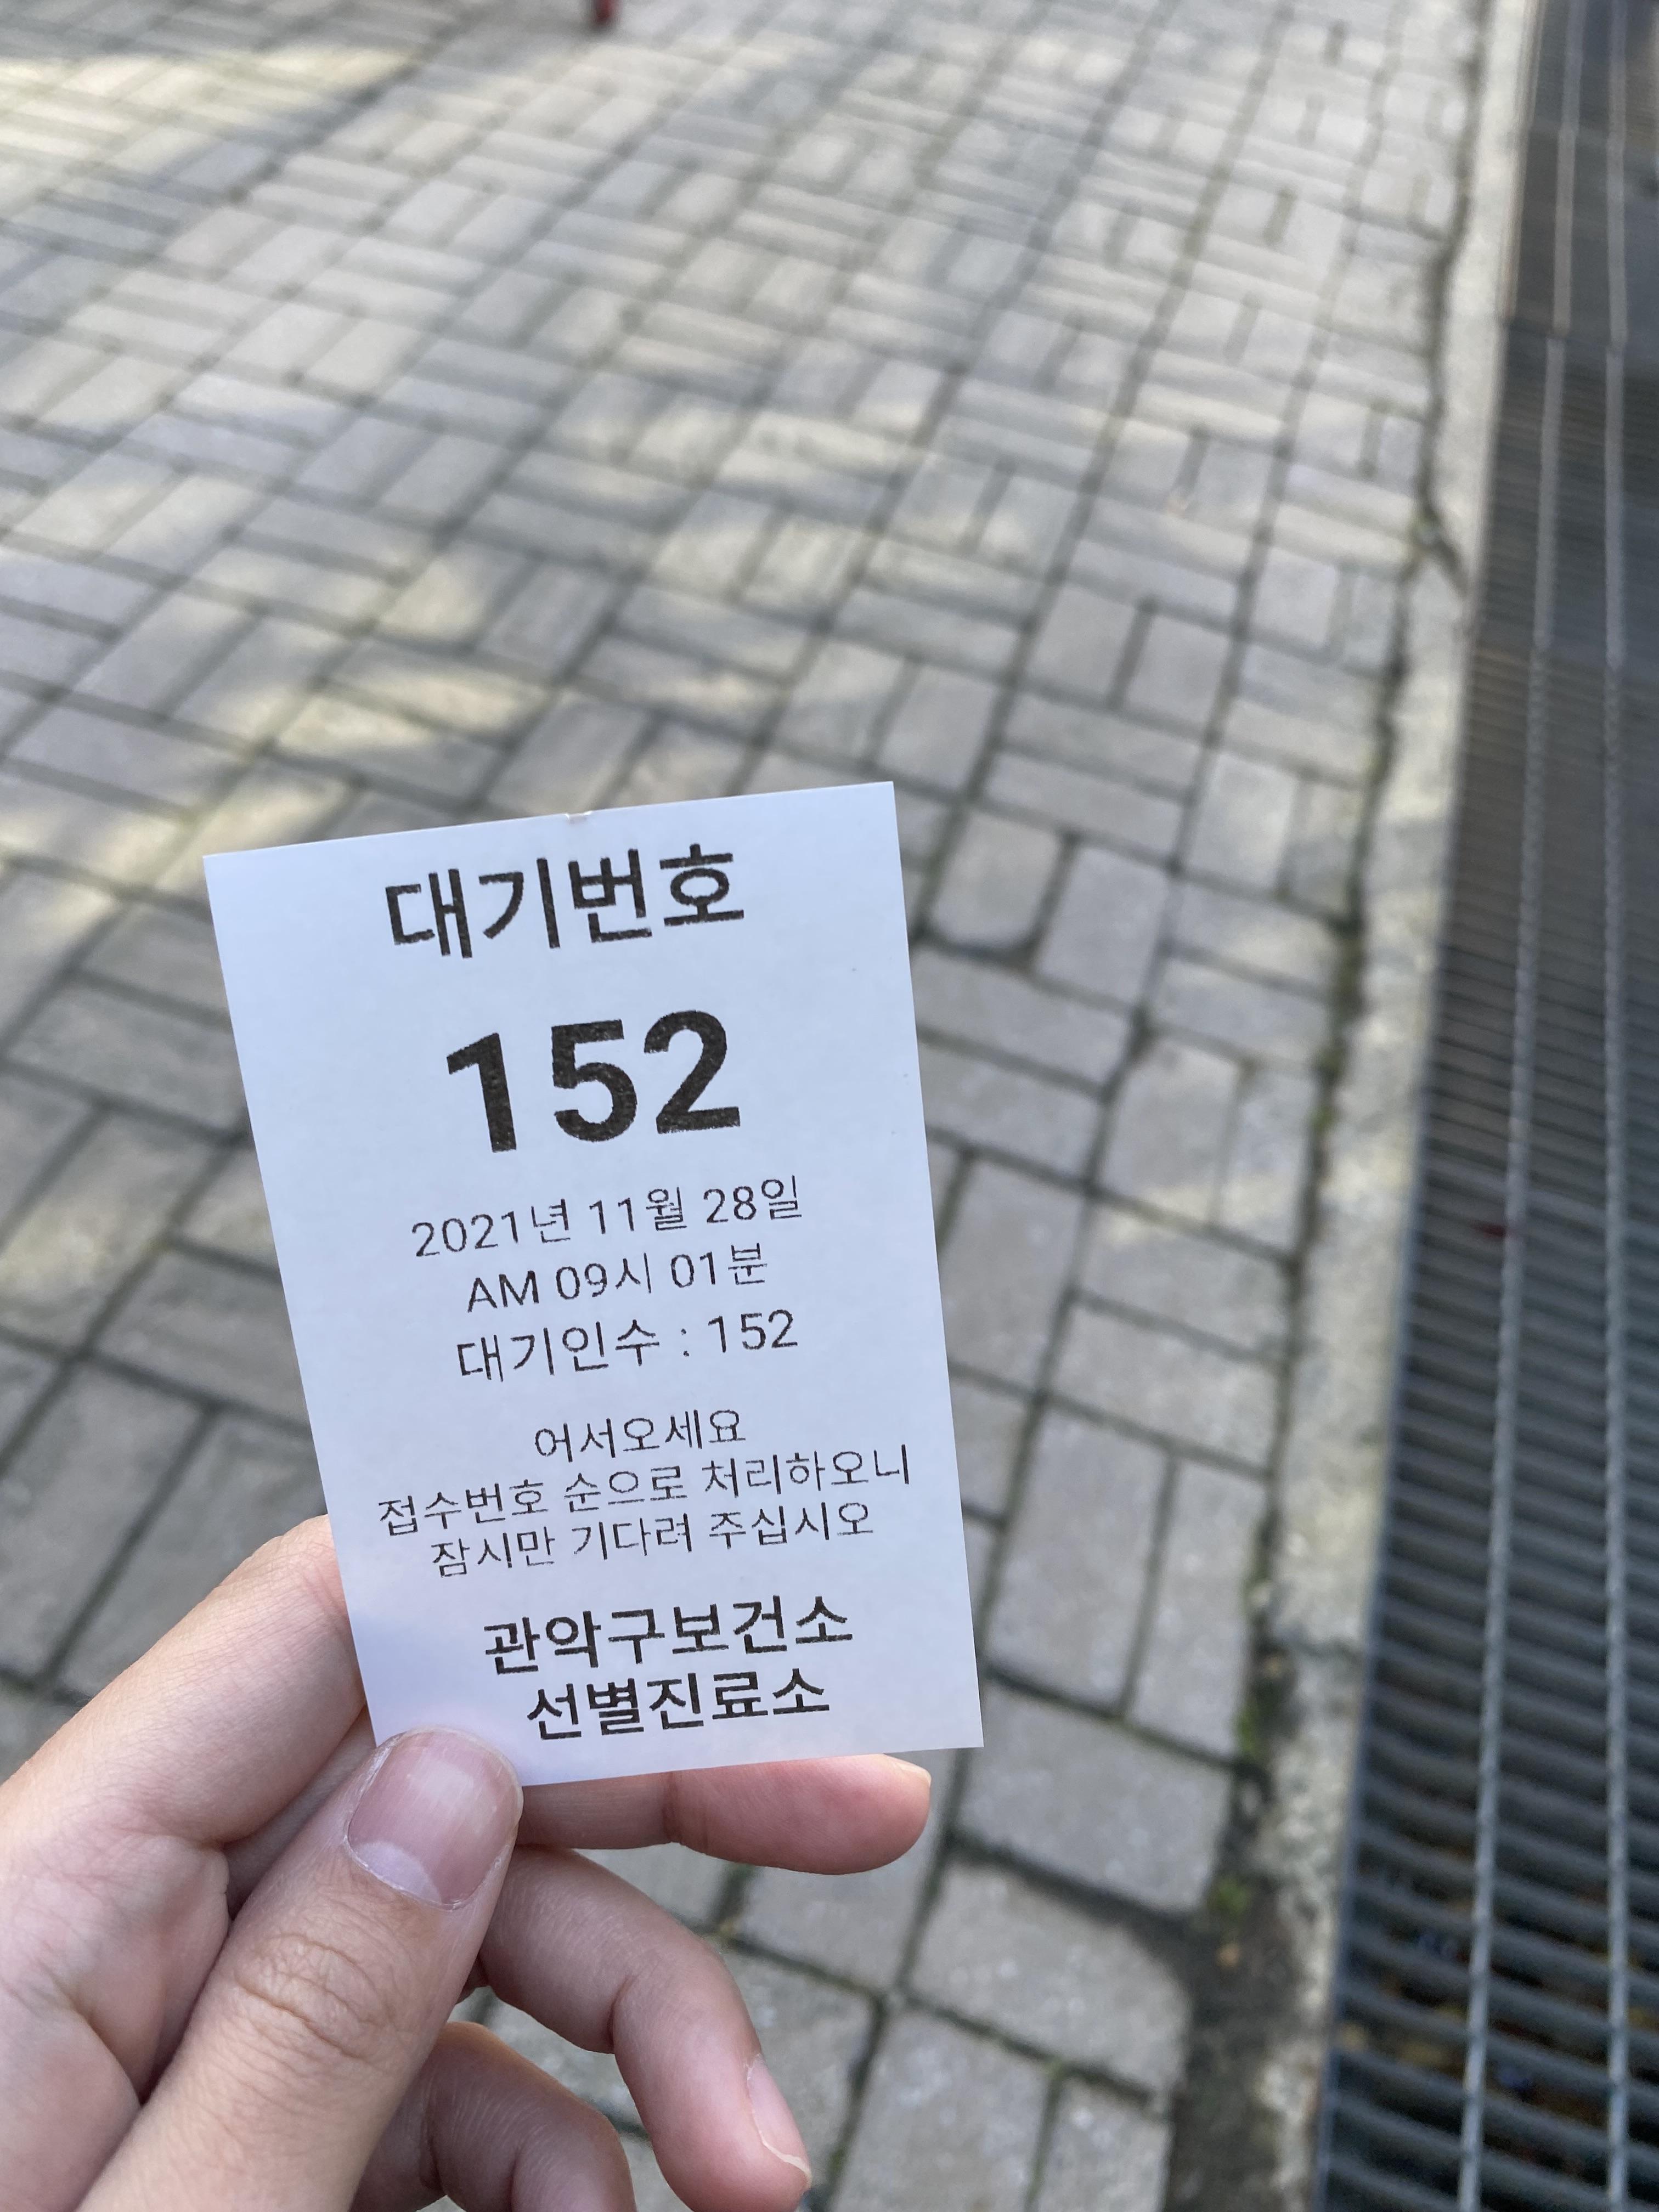 대기번호
152
2021년 11월 28일
AM 09시 01분
대기인수 : 152
어서오세요
접수번호 순으로 처리하오니
잠시만 기다려 주십시오
관악구보건소
선별진료소